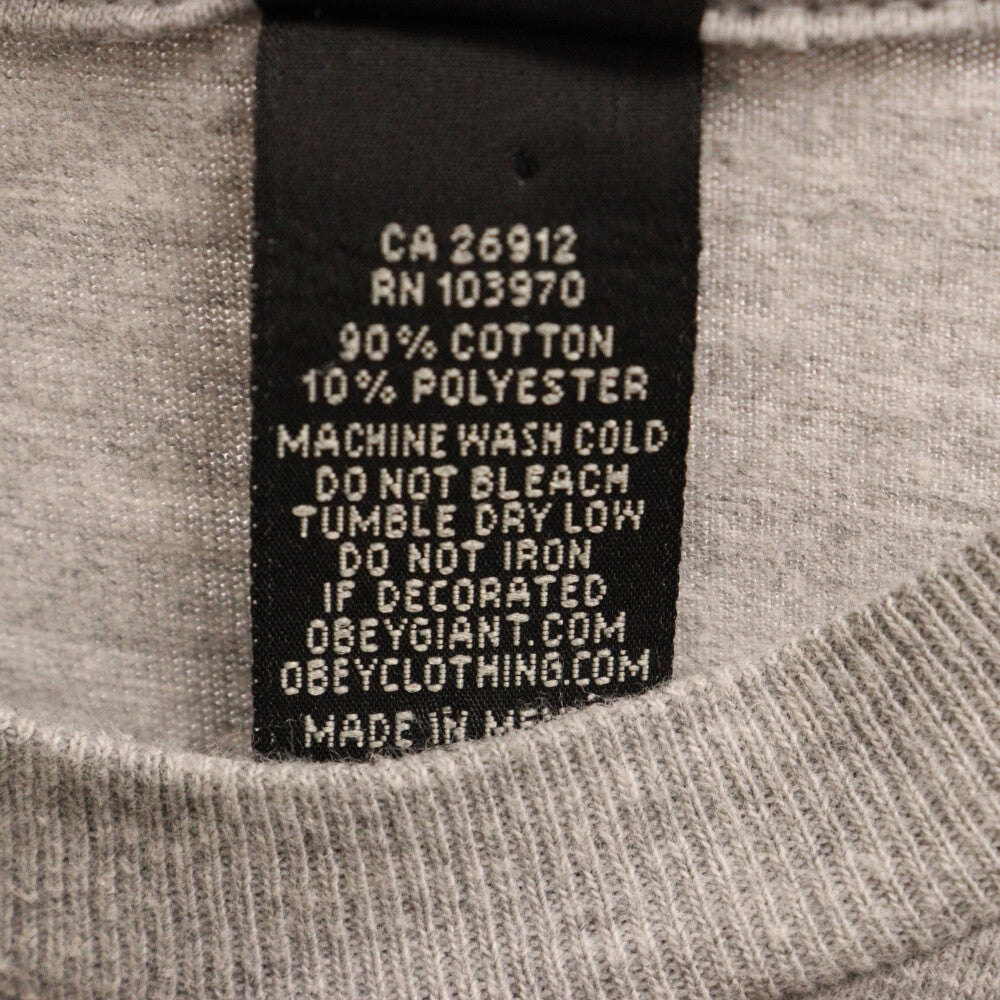 CA 26912
RN 103970
90% COTTON
10% POLYESTER
MACHINE WASH COLD
DO NOT BLEACH
TUMBLE DRY LOW
DO NOT IRON
IF DECORATED
OBEYGIANT.COM
OBEYCLOTHING.COM
MADE IN